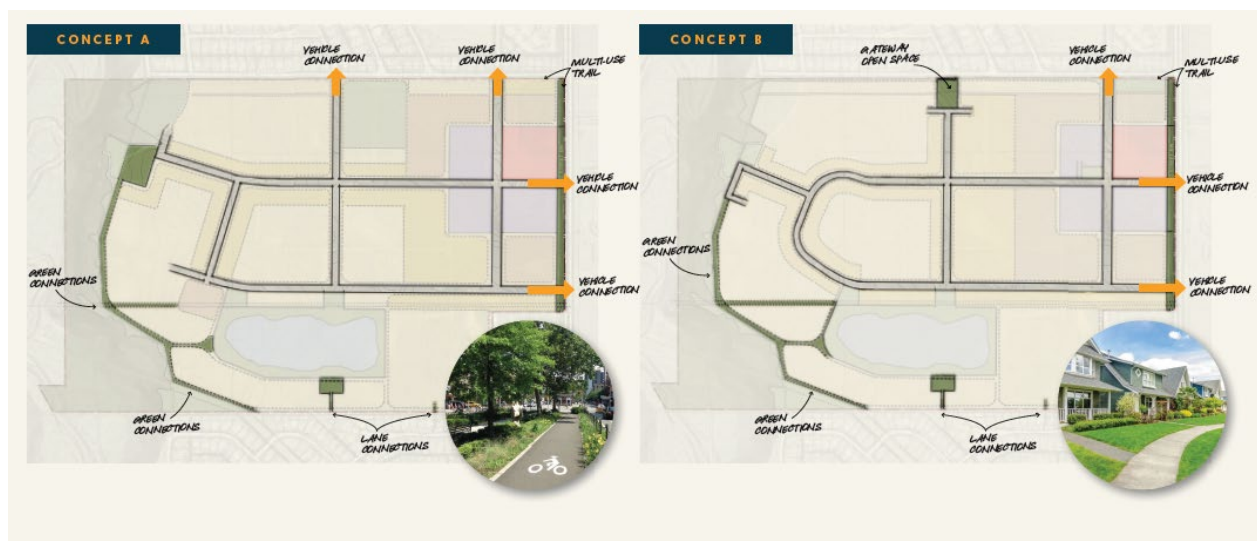 CONCEPT A
VEHICLE
CONNECTION
VEHICLE
CONNECTION
MULTI-USE
TRAIL
VEHICLE
CONNECTION
GREEN
CONNECTIONS
VEHICLE
CONNECTION
GREEN
CONNECTIONS
LANE
CONNECTIONS
CONCEPT B
GATEWAY
OPEN SPACE
VEHICLE
CONNECTION
MULTI-USE
TRAIL
VEHICLE
CONNECTION
GREEN
CONNECTIONS
VEHICLE
CONNECTION
GREEN
CONNECTIONS
LANE
CONNECTIONS